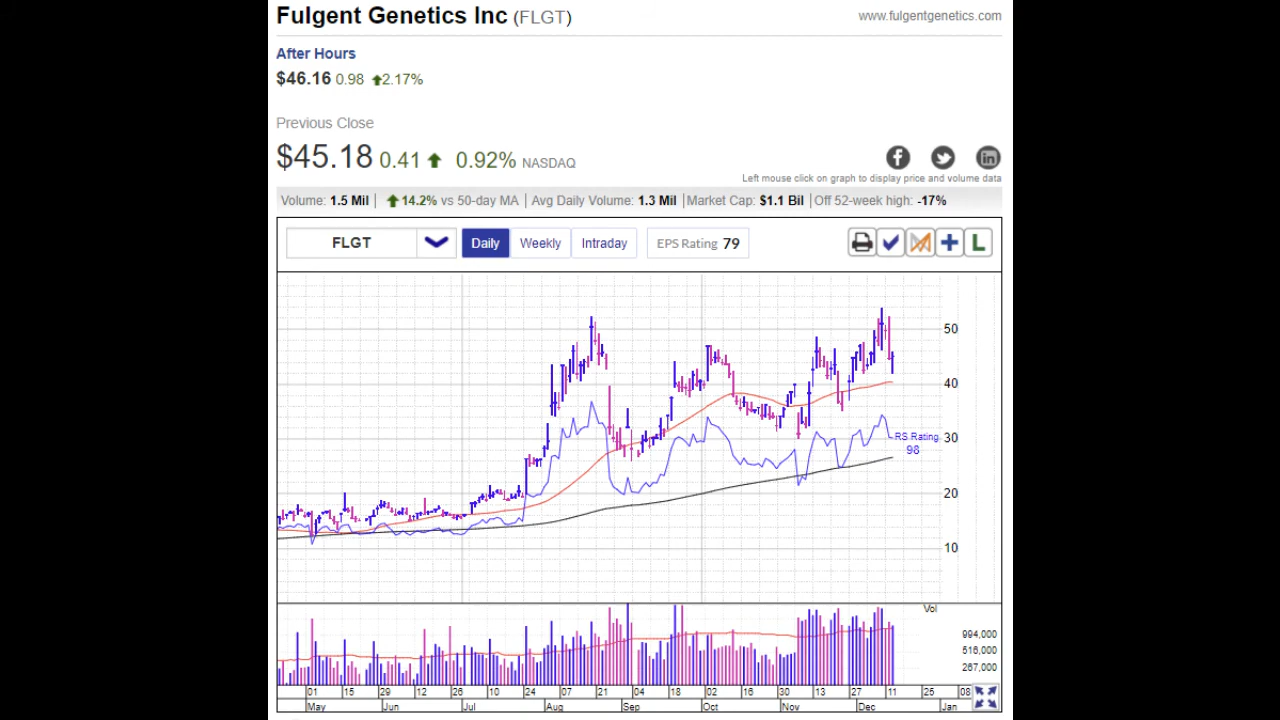 Fulgent Genetics Inc (FLGT) www.fulgentgenetics.com
After Hours
$46.16 0.98 2.17%
Previous Close
$45.18 0.41 0.92% NASDAQ
Left mouse click on graph to display price and volume data
Volume: 1.5 Mil | 14.2% vs 50-day MA | Avg Daily Volume: 1.3 Mil | Market Cap: $1.1 Bil | Off 52-week high: -17%
FLGT Daily Weekly Intraday EPS Rating 79 L
50
40
RS Rating 30
98
20
10
Vol
994,000
516,000
267,000
01 15 29 12 26 10 24 07 21 04 18 02 16 30 13 27 11 25 08
May Jun Jul Aug Sep Oct Nov Dec Jan